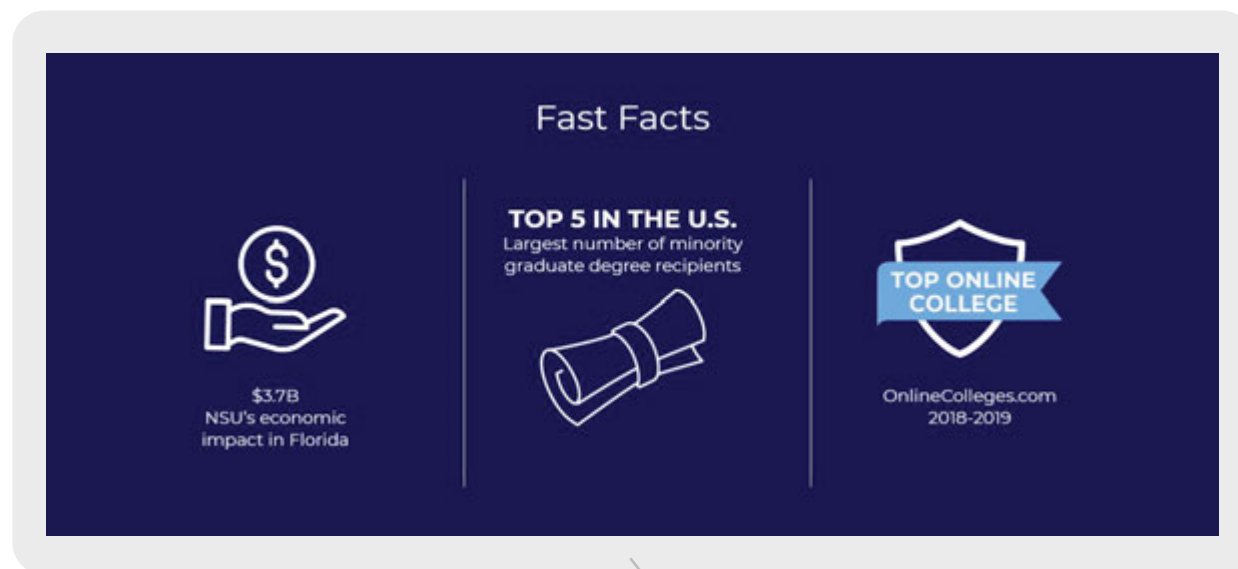 Fast Facts
$3.7B
NSU's economic
impact in Florida
TOP 5 IN THE U.S.
Largest number of minority
graduate degree recipients
TOP ONLINE
COLLEGE
OnlineColleges.com
2018-2019